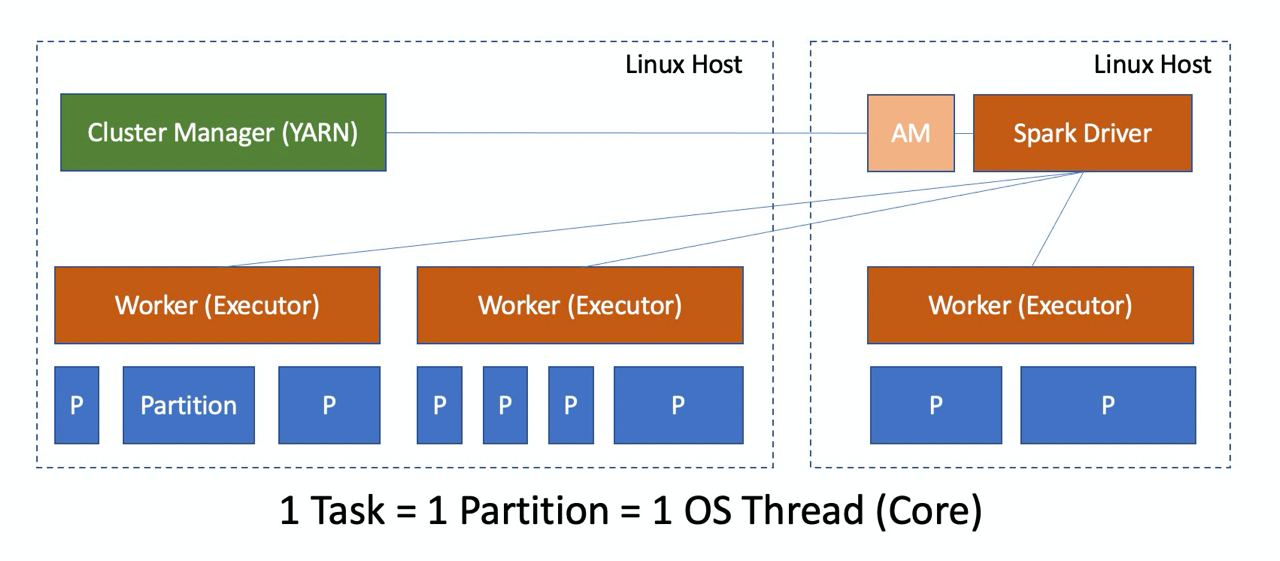 Linux Host
Linux Host
Cluster Manager (YARN)
AM
Spark Driver
Worker (Executor)
Worker (Executor)
Worker (Executor)
P
Partition
P
P
P
P
P
P
P
1 Task = 1 Partition = 1 OS Thread (Core)